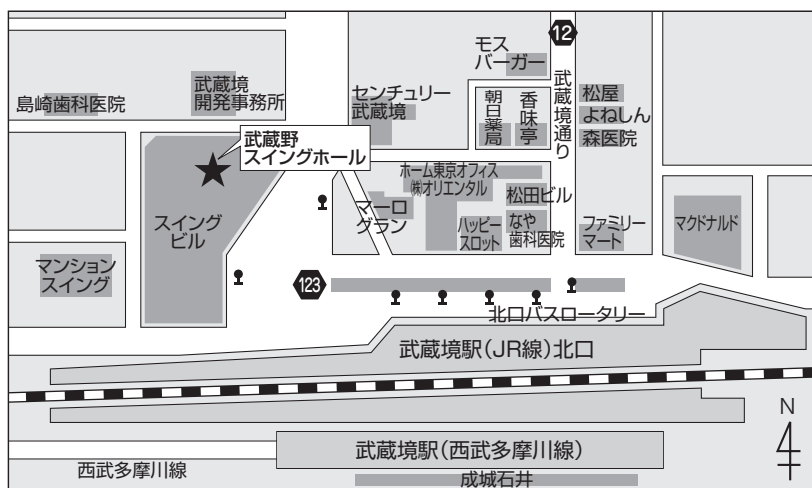 12
モス
バーガー
武蔵境通り
松屋
よねしん
森医院
センチュリー
武蔵境
朝日薬局
香味亭
武蔵境
開発事務所
島崎歯科医院
武蔵野
スイングホール
ホーム東京オフィス
㈱オリエンタル
松田ビル
マーロ
グラン
ハッピー
スロット
なや
歯科医院
ファミリー
マート
マクドナルド
スイング
ビル
マンション
スイング
123
北口バスロータリー
武蔵境駅(JR線)北口
N
武蔵境駅(西武多摩川線)
西武多摩川線
成城石井